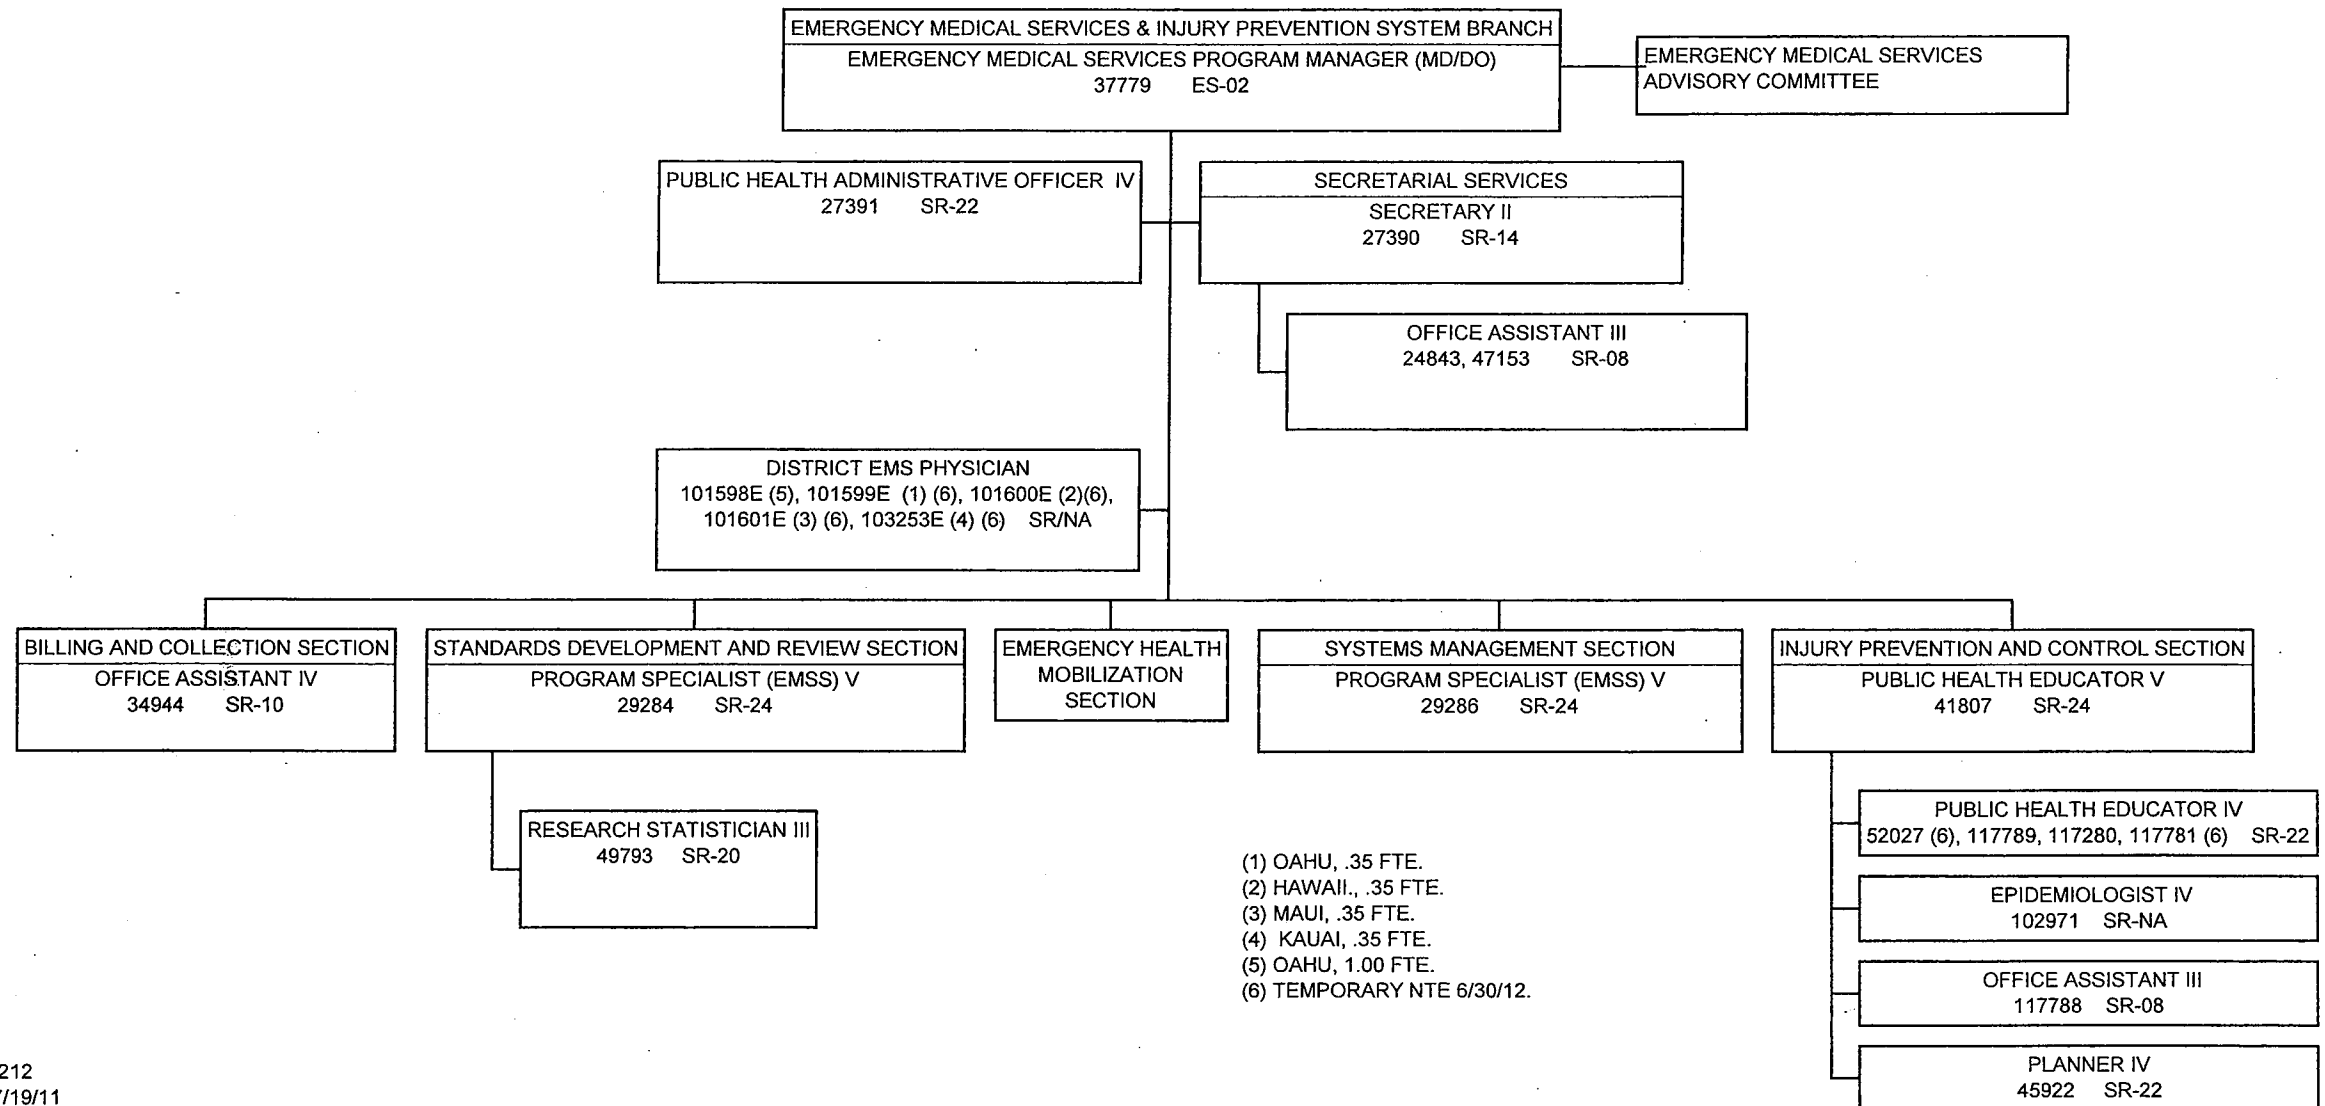 EMERGENCY MEDICAL SERVICES & INJURY PREVENTION SYSTEM BRANCH
EMERGENCY MEDICAL SERVICES PROGRAM MANAGER (MD/DO)
37779 ES-02
EMERGENCY MEDICAL SERVICES
ADVISORY COMMITTEE
PUBLIC HEALTH ADMINISTRATIVE OFFICER IV
27391 SR-22
SECRETARIAL SERVICES
SECRETARY II
27390 SR-14
OFFICE ASSISTANT III
24843, 47153 SR-08
DISTRICT EMS PHYSICIAN
101598E (5), 101599E (1) (6), 101600E (2)(6),
101601E (3) (6), 103253E (4) (6) SR/NA
BILLING AND COLLECTION SECTION
OFFICE ASSISTANT IV
34944 SR-10
STANDARDS DEVELOPMENT AND REVIEW SECTION
PROGRAM SPECIALIST (EMSS) V
29284 SR-24
RESEARCH STATISTICIAN III
49793 SR-20
EMERGENCY HEALTH
MOBILIZATION
SECTION
SYSTEMS MANAGEMENT SECTION
PROGRAM SPECIALIST (EMSS) V
29286 SR-24
INJURY PREVENTION AND CONTROL SECTION
PUBLIC HEALTH EDUCATOR V
41807 SR-24
PUBLIC HEALTH EDUCATOR IV
52027 (6), 117789, 117280, 117781 (6) SR-22
EPIDEMIOLOGIST IV
102971 SR-NA
OFFICE ASSISTANT III
117788 SR-08
PLANNER IV
45922 SR-22
(1) OAHU, .35 FTE.
(2) HAWAII., .35 FTE.
(3) MAUI, .35 FTE.
(4) KAUAI, .35 FTE.
(5) OAHU, 1.00 FTE.
(6) TEMPORARY NTE 6/30/12.
212
7/19/11